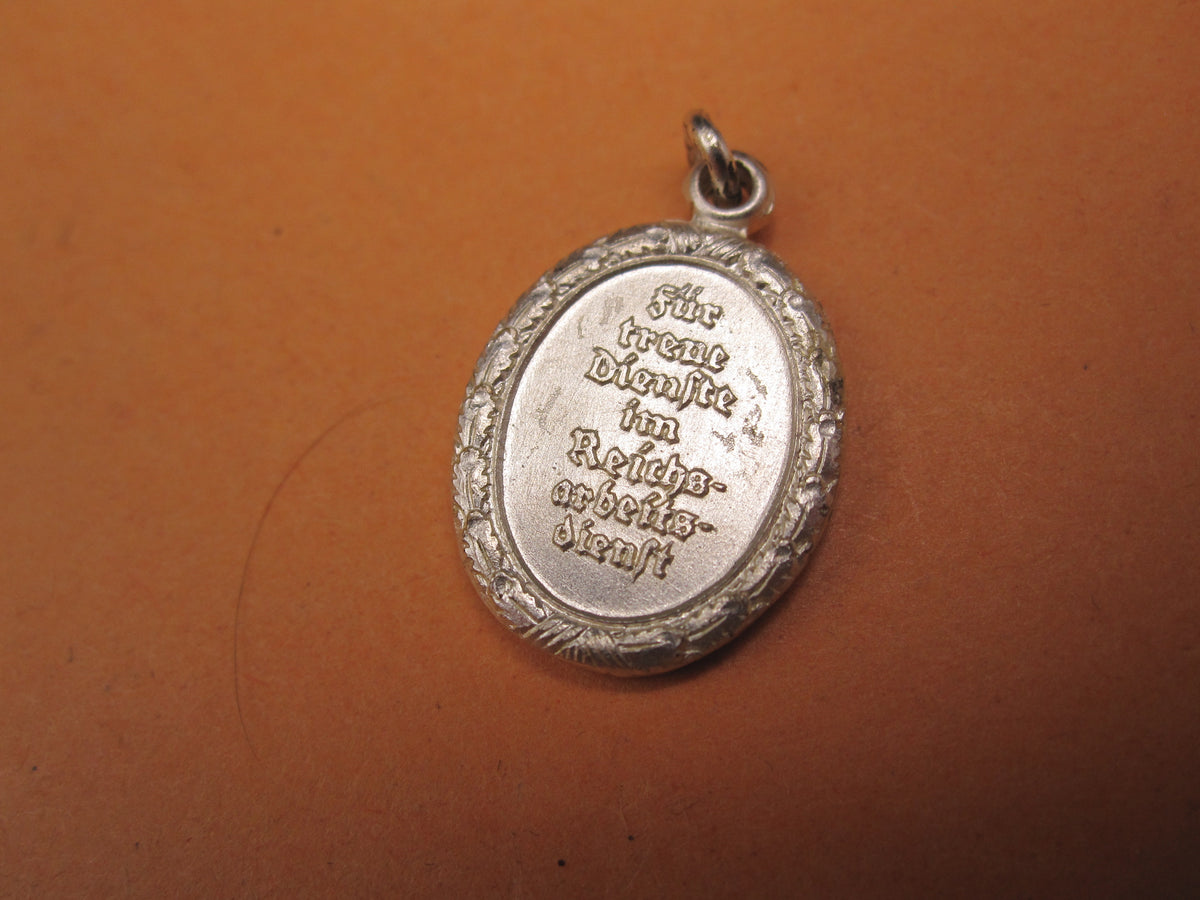 Für
treue
Dienste
im
Reichs-
arbeits-
dienst